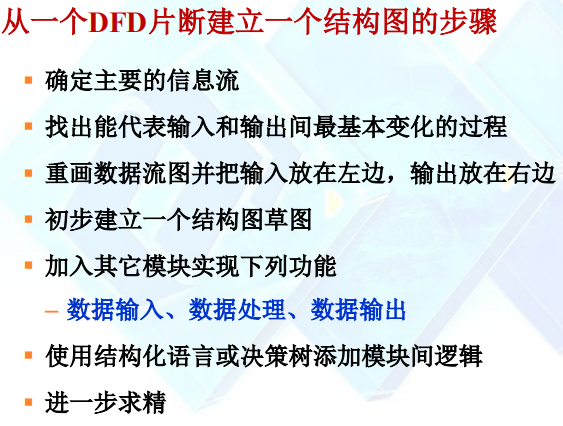 从一个DFD片断建立一个结构图的步骤
确定主要的信息流
找出能代表输入和输出间最基本变化的过程
重画数据流图并把输入放在左边，输出放在右边
初步建立一个结构图草图
加入其它模块实现下列功能
– 数据输入、数据处理、数据输出
使用结构化语言或决策树添加模块间逻辑
进一步求精